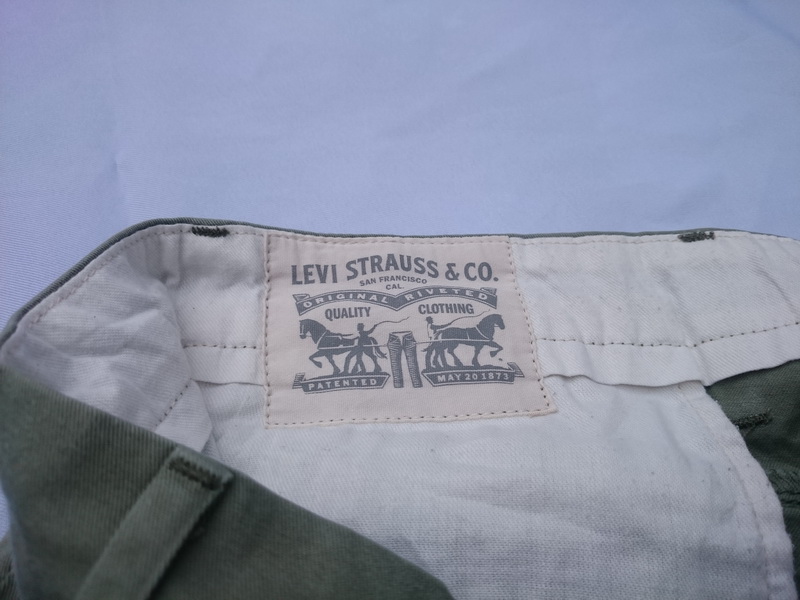 LEVI STRAUSS & CO.
SAN FRANCISCO
CAL.
ORIGINAL RIVETED
QUALITY CLOTHING
PATENTED MAY 20 1873